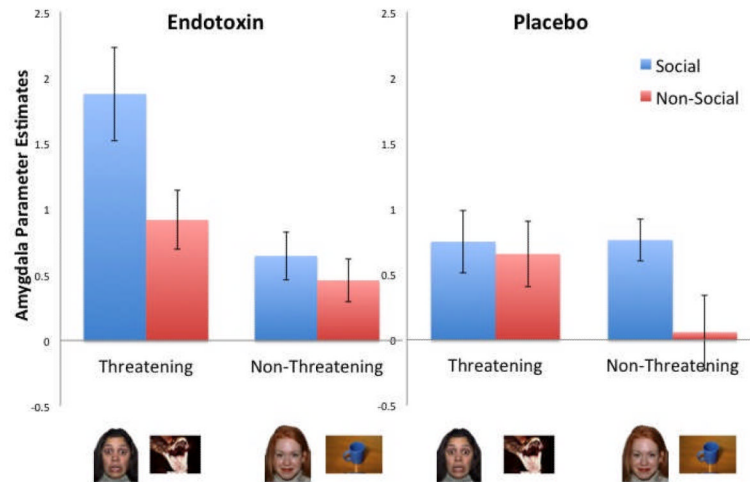 Endotoxin
Placebo
Amygdala Parameter Estimates
2.5
2
1.5
1
0.5
0
-0.5
Threatening
Non-Threatening
2.5
2
1.5
1
0.5
0
-0.5
Threatening
Non-Threatening
Social
Non-Social